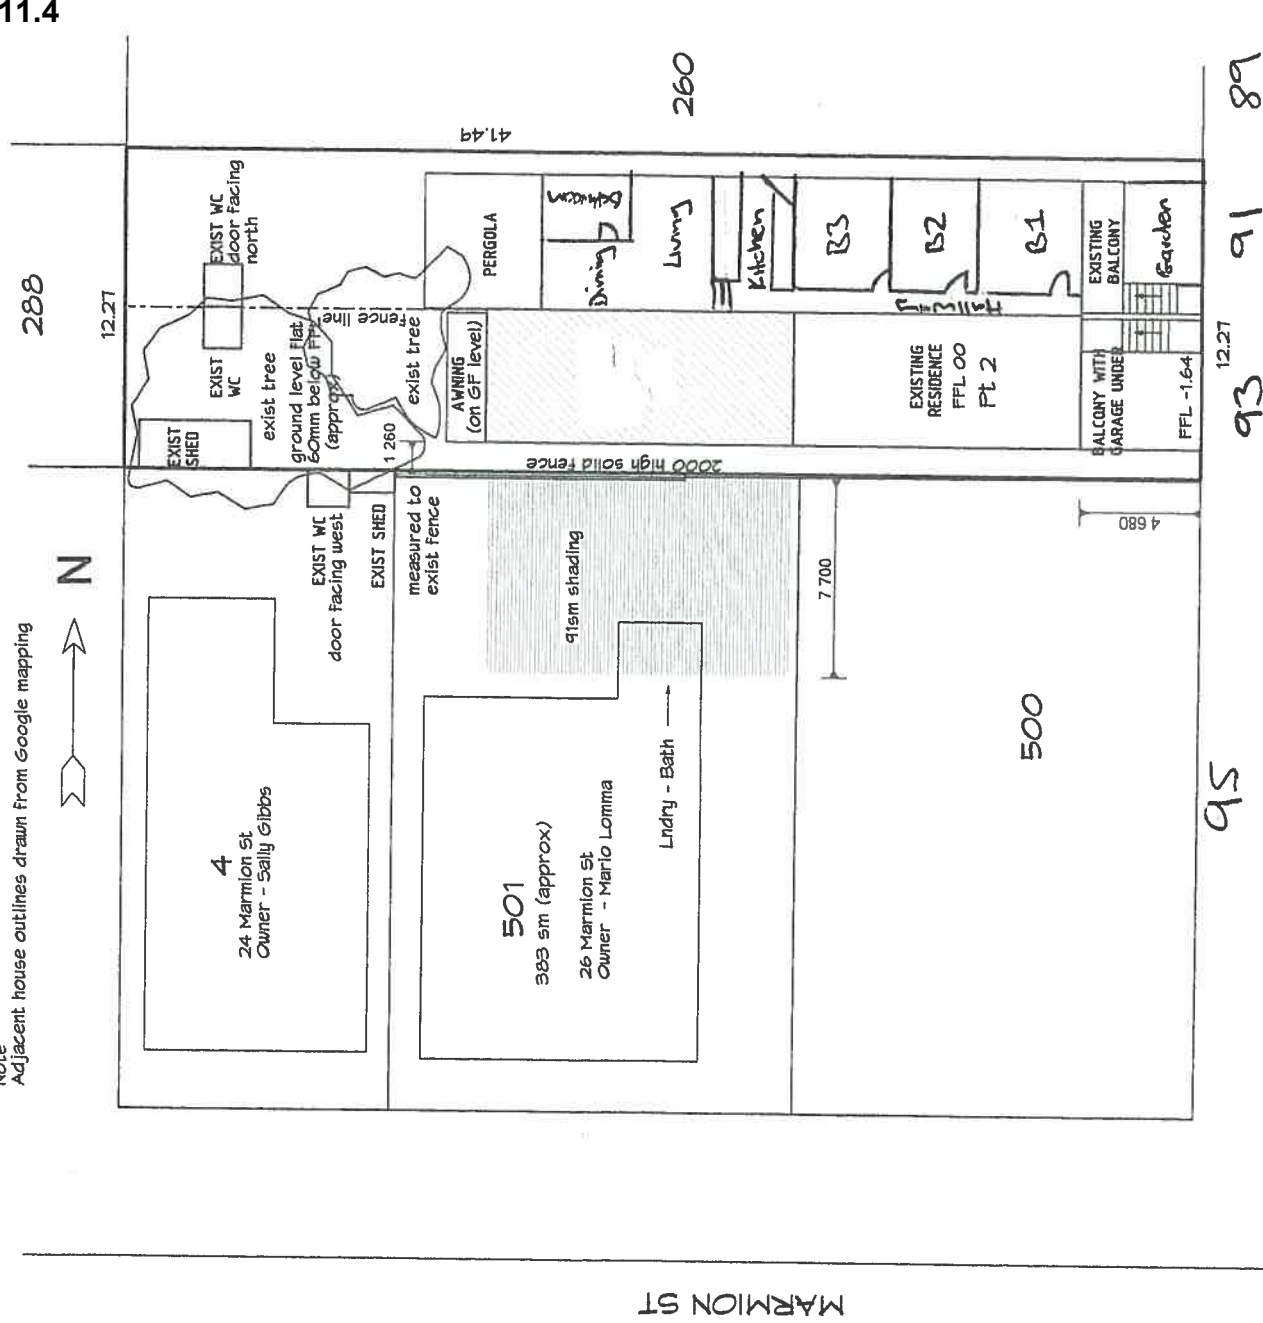 11.4
260
89
41.49
288
12.27
EXIST WC
door facing
north
EXIST
WC
EXIST
SHED
exist tree
ground level flat
60mm below FFL
(approx)
fence line
exist tree
1 260
PERGOLA
AWNING
(on GF level)
Dining
Living
Kitchen
B3
B2
B1
Hallway
EXISTING
BALCONY
Garden
91
EXISTING
RESIDENCE
FFL 00
Pt 2
BALCONY WITH
GARAGE UNDER
FFL -1.64
12.27
93
2000 high solid fence
EXIST WC
door facing west
EXIST SHED
measured to
exist fence
91sm shading
7 700
4 680
N
Note
Adjacent house outlines drawn from Google mapping
4
24 Marmion St
Owner - Sally Gibbs
501
383 sm (approx)
26 Marmion St
Owner - Mario Lomma
Lndry - Bath
500
95
MARMION ST